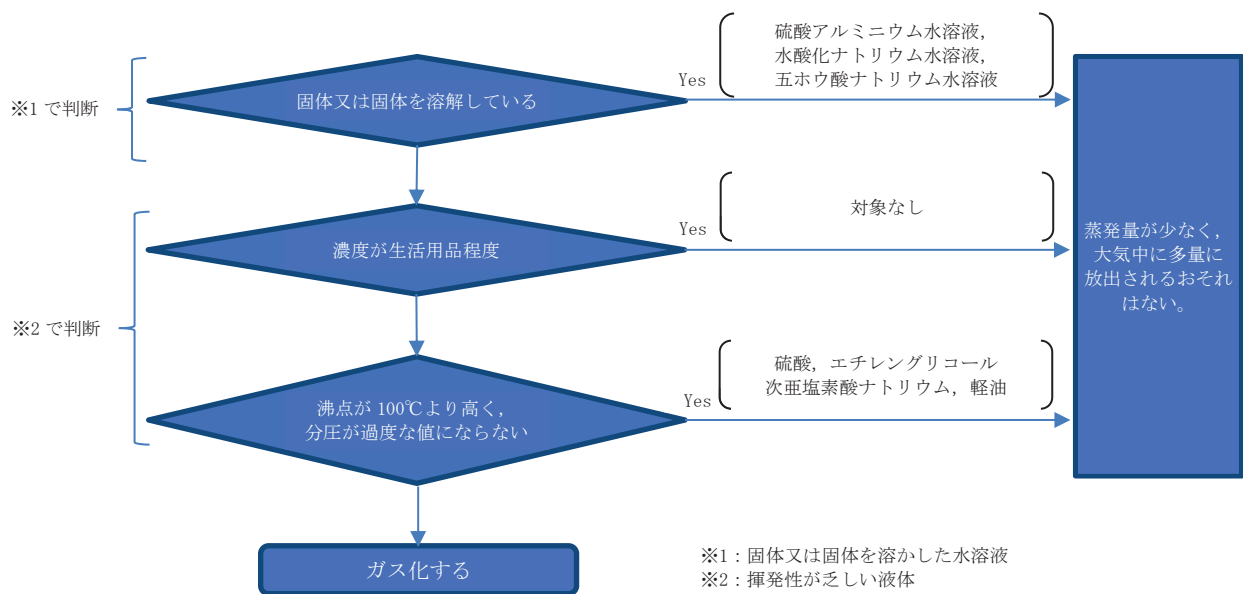 硫酸アルミニウム水溶液，
水酸化ナトリウム水溶液，
五ホウ酸ナトリウム水溶液
Yes
※1 で判断
固体又は固体を溶解している
対象なし
Yes
濃度が生活用品程度
蒸発量が少なく，
大気中に多量に
放出されるおそれ
はない。
※2 で判断
硫酸，エチレングリコール
次亜塩素酸ナトリウム，軽油
Yes
沸点が 100℃より高く，
分圧が過度な値にならない
ガス化する
※1：固体又は固体を溶かした水溶液
※2：揮発性が乏しい液体